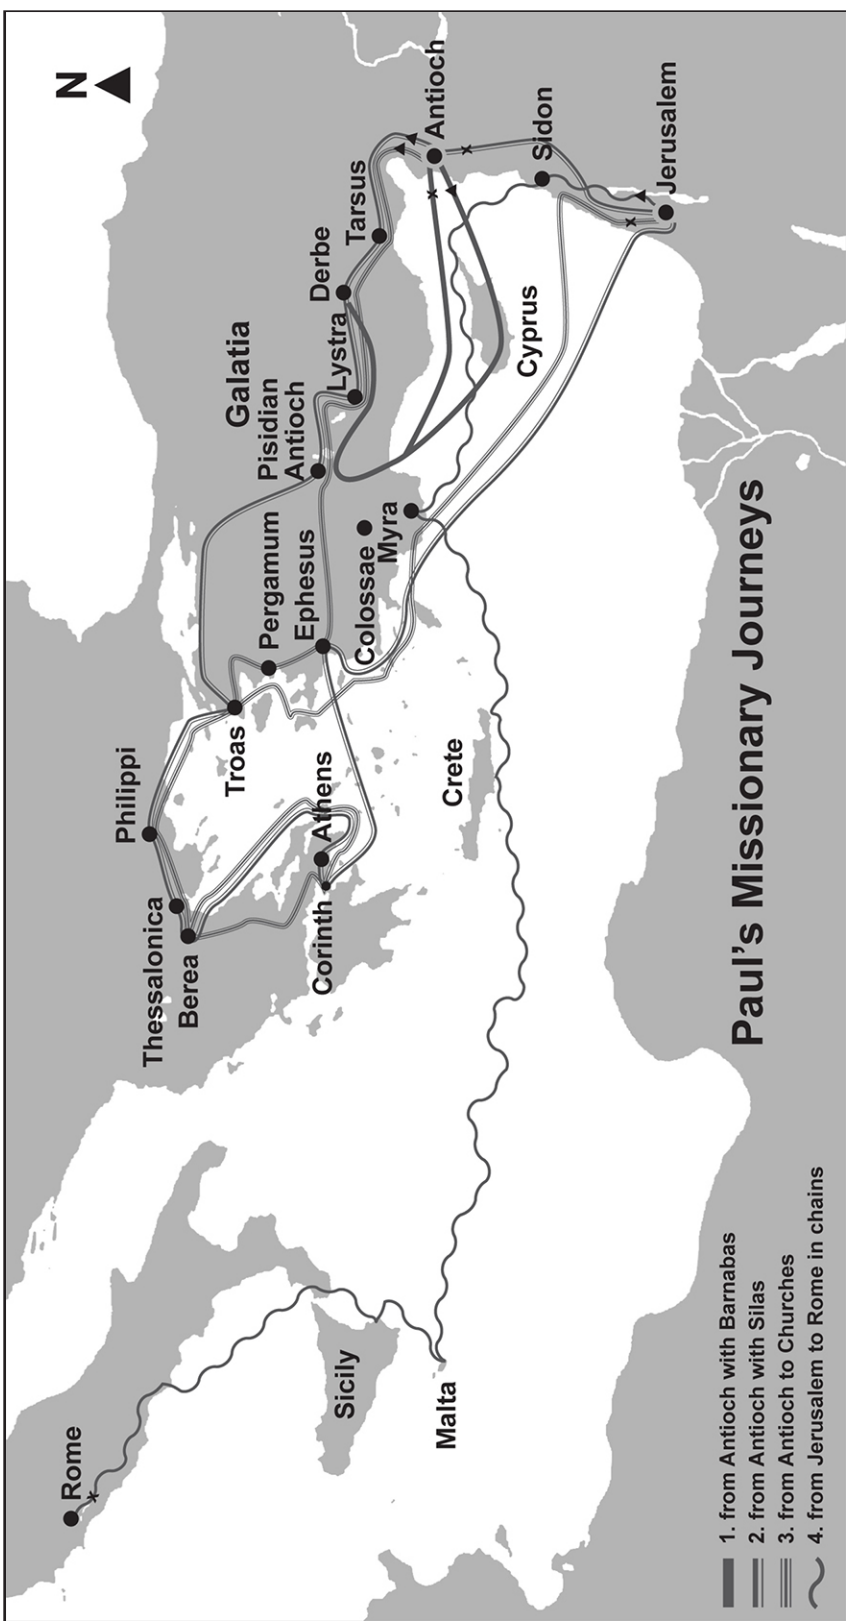 N
Rome
Thessalonica
Berea
Philippi
Troas
Pergamum
Ephesus
Galatia
Pisidian
Antioch
Lystra
Derbe
Tarsus
Antioch
Sidon
Jerusalem
Corinth
Athens
Colossae
Myra
Cyprus
Crete
Sicily
Malta
Paul's Missionary Journeys
1. from Antioch with Barnabas
2. from Antioch with Silas
3. from Antioch to Churches
4. from Jerusalem to Rome in chains